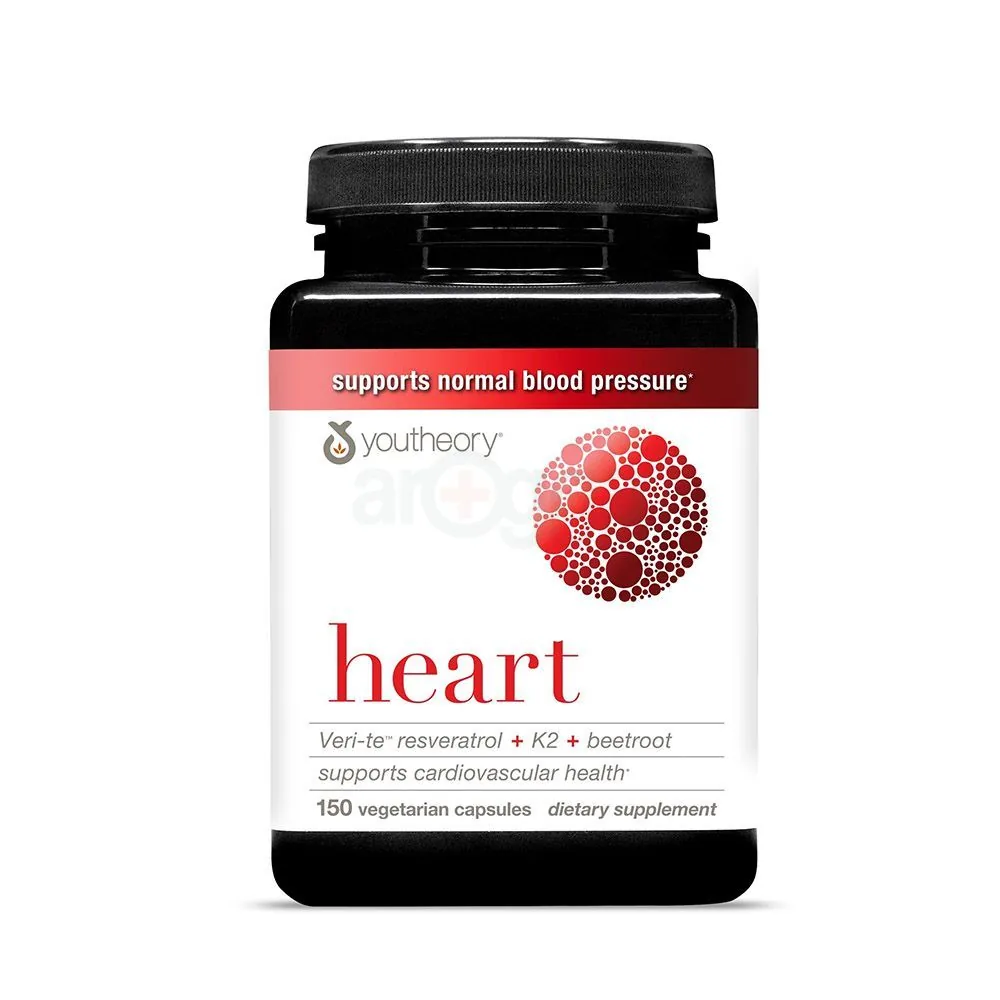 supports normal blood pressure*
youtheory®
arog
heart
Veri-te™ resveratrol + K2 + beetroot
supports cardiovascular health*
150 vegetarian capsules dietary supplement